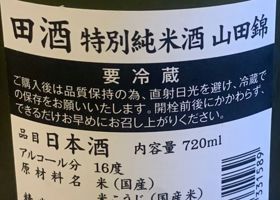 田酒 特別純米酒 山田錦
要冷蔵
ご購入後は品質保持の為、直射日光を避け、冷蔵で
の保存をお願いいたします。開栓前後にかかわらず、
できるだけお早めにお召し上がりください。
品目 日本酒 内容量 720ml
アルコール分 16度
原材料名 米(国産)
米こうじ(国産米)
331589